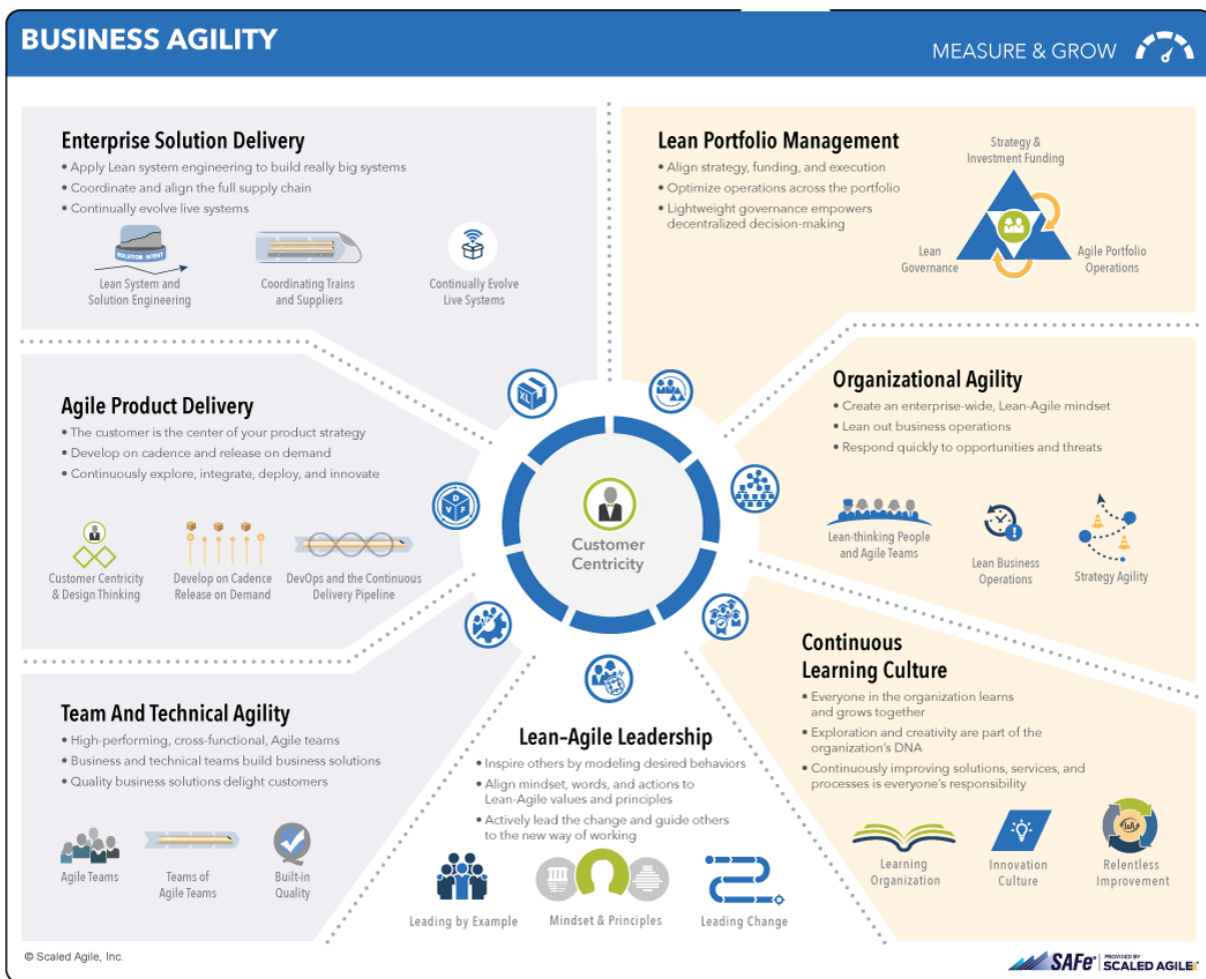 BUSINESS AGILITY
MEASURE & GROW
Enterprise Solution Delivery
• Apply Lean system engineering to build really big systems
• Coordinate and align the full supply chain
• Continually evolve live systems
SOLUTION INTENT
Lean System and
Solution Engineering
Coordinating Trains
and Suppliers
Continually Evolve
Live Systems
Lean Portfolio Management
• Align strategy, funding, and execution
• Optimize operations across the portfolio
• Lightweight governance empowers
decentralized decision-making
Strategy &
Investment Funding
Lean
Governance
Agile Portfolio
Operations
Agile Product Delivery
• The customer is the center of your product strategy
• Develop on cadence and release on demand
• Continuously explore, integrate, deploy, and innovate
Customer Centricity
& Design Thinking
Develop on Cadence
Release on Demand
DevOps and the Continuous
Delivery Pipeline
XL
D
V F
Customer
Centricity
Organizational Agility
• Create an enterprise-wide, Lean-Agile mindset
• Lean out business operations
• Respond quickly to opportunities and threats
Lean-thinking People
and Agile Teams
Lean Business
Operations
Strategy Agility
Team And Technical Agility
• High-performing, cross-functional, Agile teams
• Business and technical teams build business solutions
• Quality business solutions delight customers
Agile Teams
Teams of
Agile Teams
Built-in
Quality
Lean–Agile Leadership
• Inspire others by modeling desired behaviors
• Align mindset, words, and actions to
Lean-Agile values and principles
• Actively lead the change and guide others
to the new way of working
Leading by Example
Mindset & Principles
Leading Change
Continuous
Learning Culture
• Everyone in the organization learns
and grows together
• Exploration and creativity are part of the
organization's DNA
• Continuously improving solutions, services, and
processes is everyone's responsibility
Learning
Organization
Innovation
Culture
I&A
Relentless
Improvement
© Scaled Agile, Inc.
SAFe® PROVIDED BY
SCALED AGILE